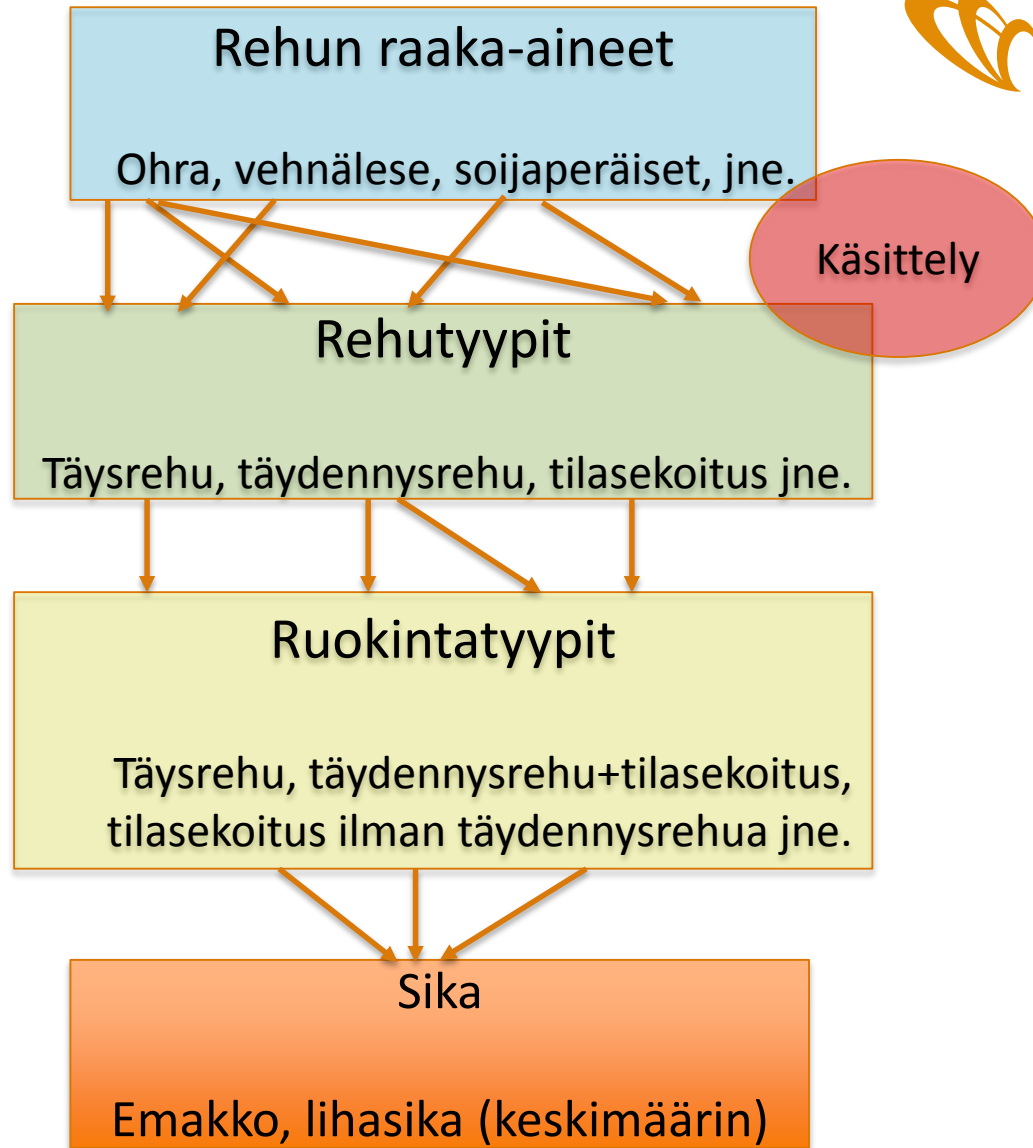 Rehun raaka-aineet
Ohra, vehnälese, soijaperäiset, jne.
Käsittely
Rehutyypit
Täysrehu, täydennysrehu, tilasekoitus jne.
Ruokintatyypit
Täysrehu, täydennysrehu+tilasekoitus,
tilasekoitus ilman täydennysrehua jne.
Sika
Emakko, lihasika (keskimäärin)